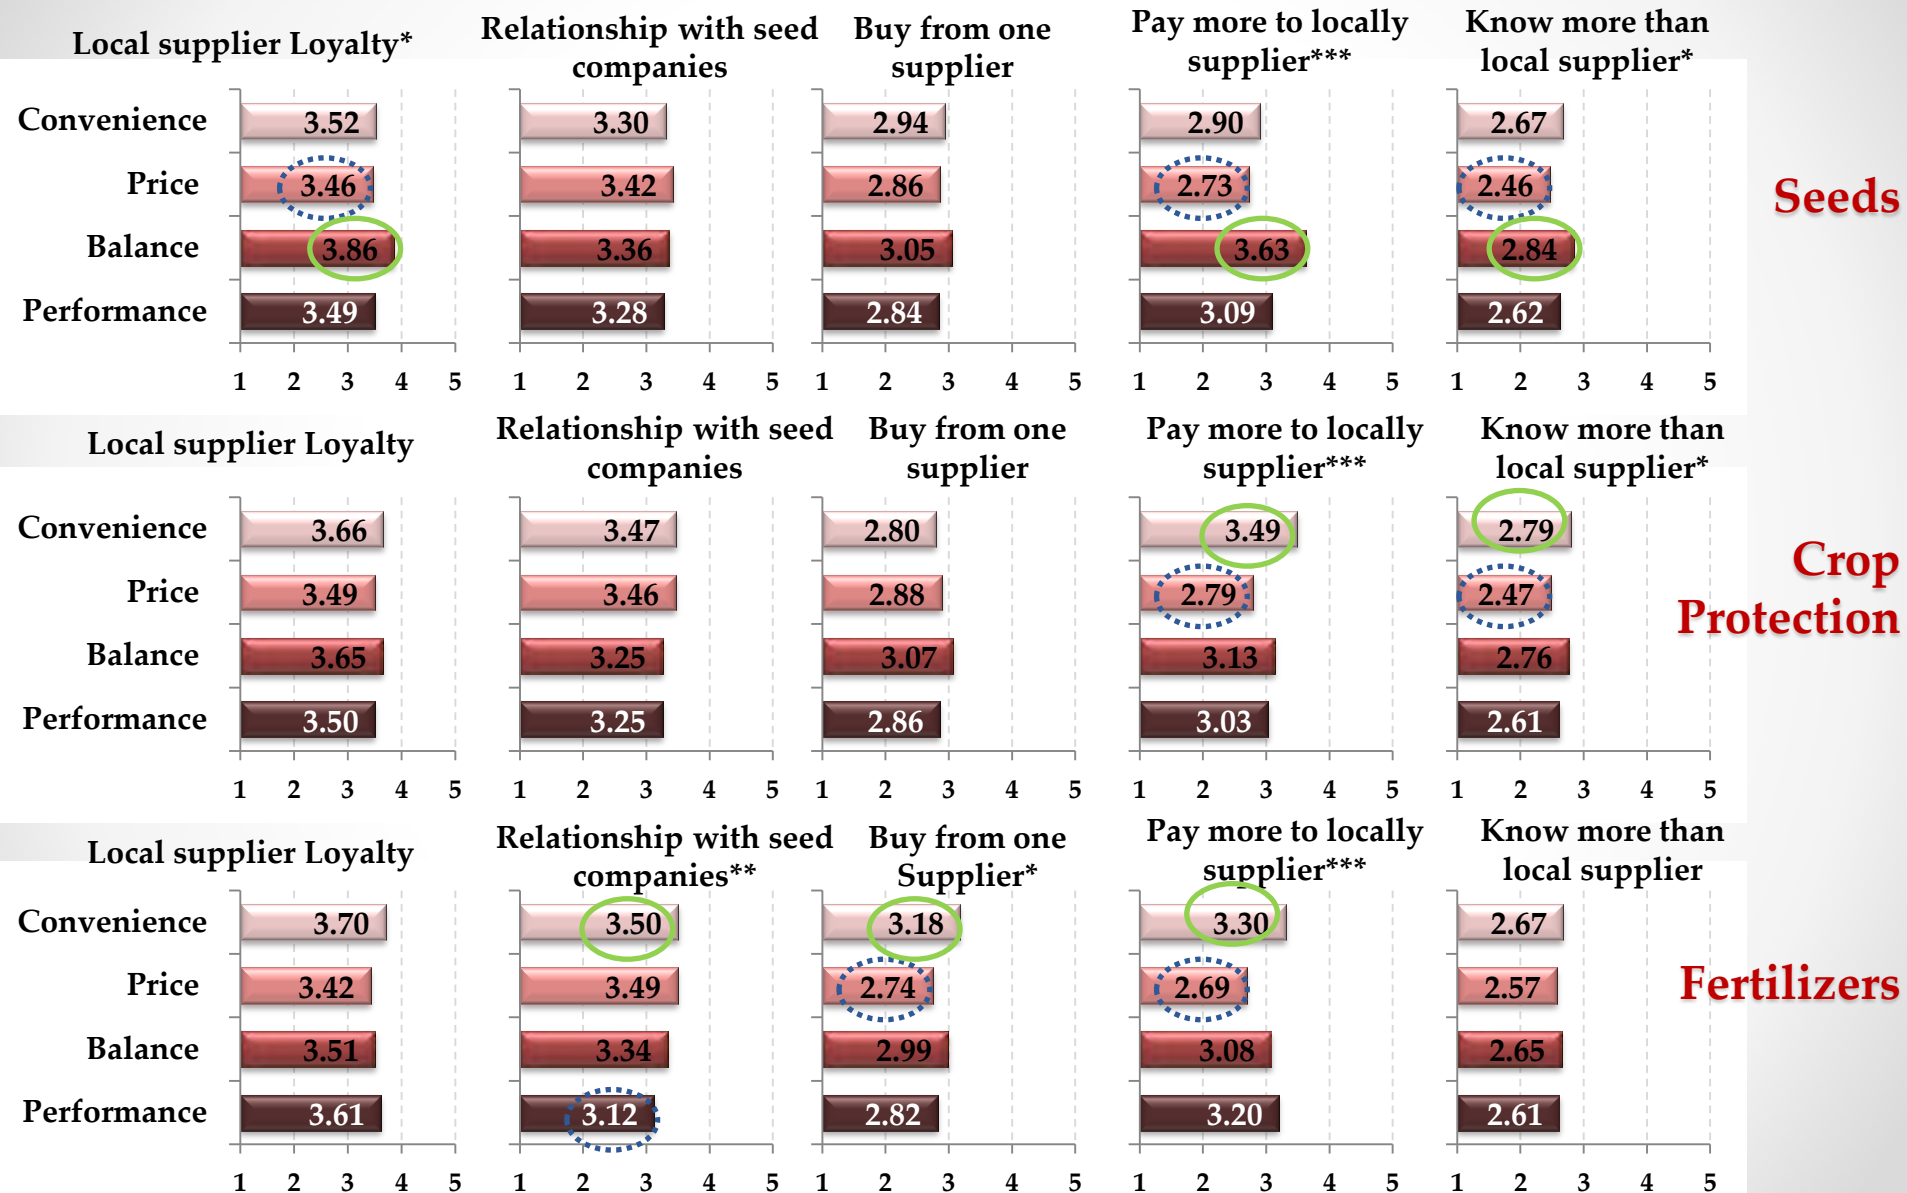 Local supplier Loyalty*
Relationship with seed
companies
Buy from one
supplier
Pay more to locally
supplier***
Know more than
local supplier*
Convenience 3.52 3.30 2.94 2.90 2.67
Price 3.46 3.42 2.86 2.73 2.46
Seeds
Balance 3.86 3.36 3.05 3.63 2.84
Performance 3.49 3.28 2.84 3.09 2.62
1 2 3 4 5 1 2 3 4 5 1 2 3 4 5 1 2 3 4 5 1 2 3 4 5
Local supplier Loyalty
Relationship with seed
companies
Buy from one
supplier
Pay more to locally
supplier***
Know more than
local supplier*
Convenience 3.66 3.47 2.80 3.49 2.79
Price 3.49 3.46 2.88 2.79 2.47
Crop
Protection
Balance 3.65 3.25 3.07 3.13 2.76
Performance 3.50 3.25 2.86 3.03 2.61
1 2 3 4 5 1 2 3 4 5 1 2 3 4 5 1 2 3 4 5 1 2 3 4 5
Local supplier Loyalty
Relationship with seed
companies**
Buy from one
Supplier*
Pay more to locally
supplier***
Know more than
local supplier
Convenience 3.70 3.50 3.18 3.30 2.67
Price 3.42 3.49 2.74 2.69 2.57
Fertilizers
Balance 3.51 3.34 2.99 3.08 2.65
Performance 3.61 3.12 2.82 3.20 2.61
1 2 3 4 5 1 2 3 4 5 1 2 3 4 5 1 2 3 4 5 1 2 3 4 5